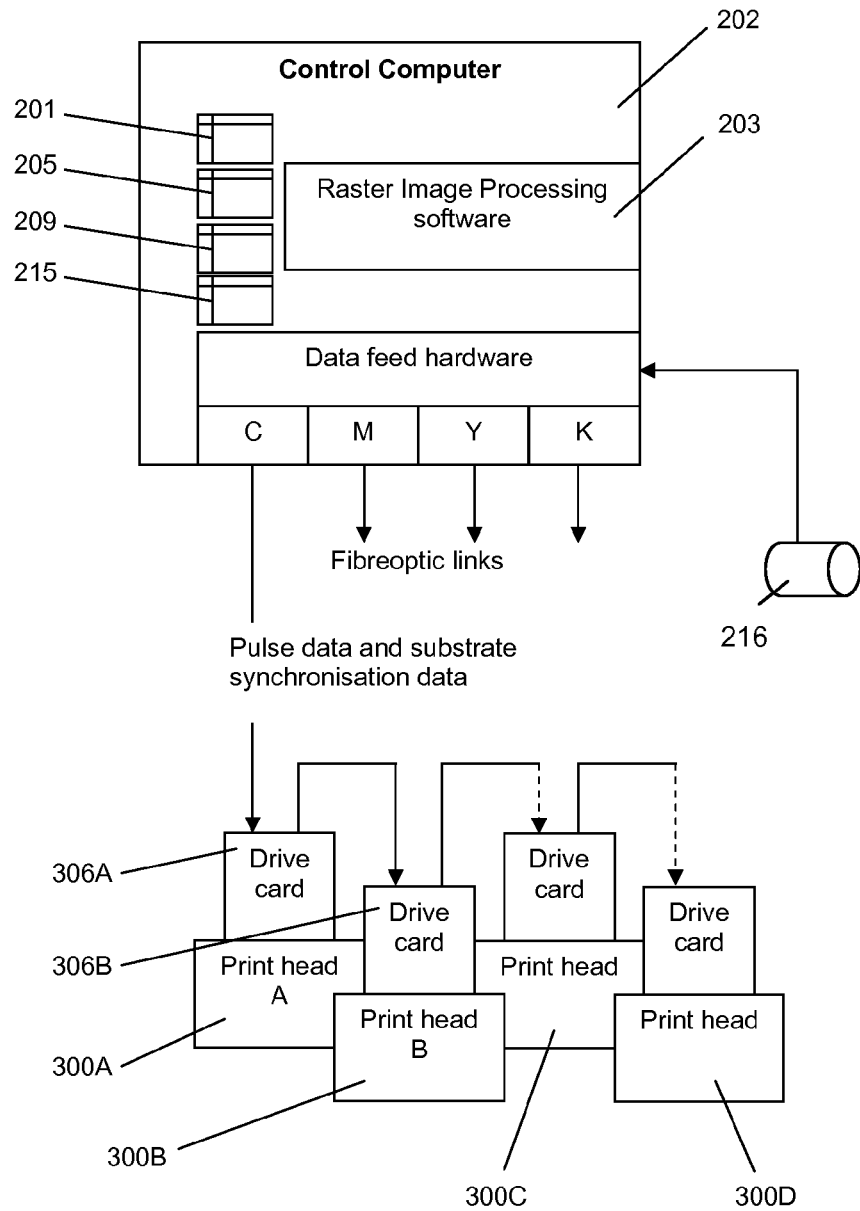 202
Control Computer
201
203
205
Raster Image Processing
software
209
215
Data feed hardware
C M Y K
Fibreoptic links
216
Pulse data and substrate
synchronisation data
306A
Drive
card
Drive
card
306B
Drive
card
Drive
card
Print head
A
Print head
300A
Print head
B
Print head
300B
300C
300D